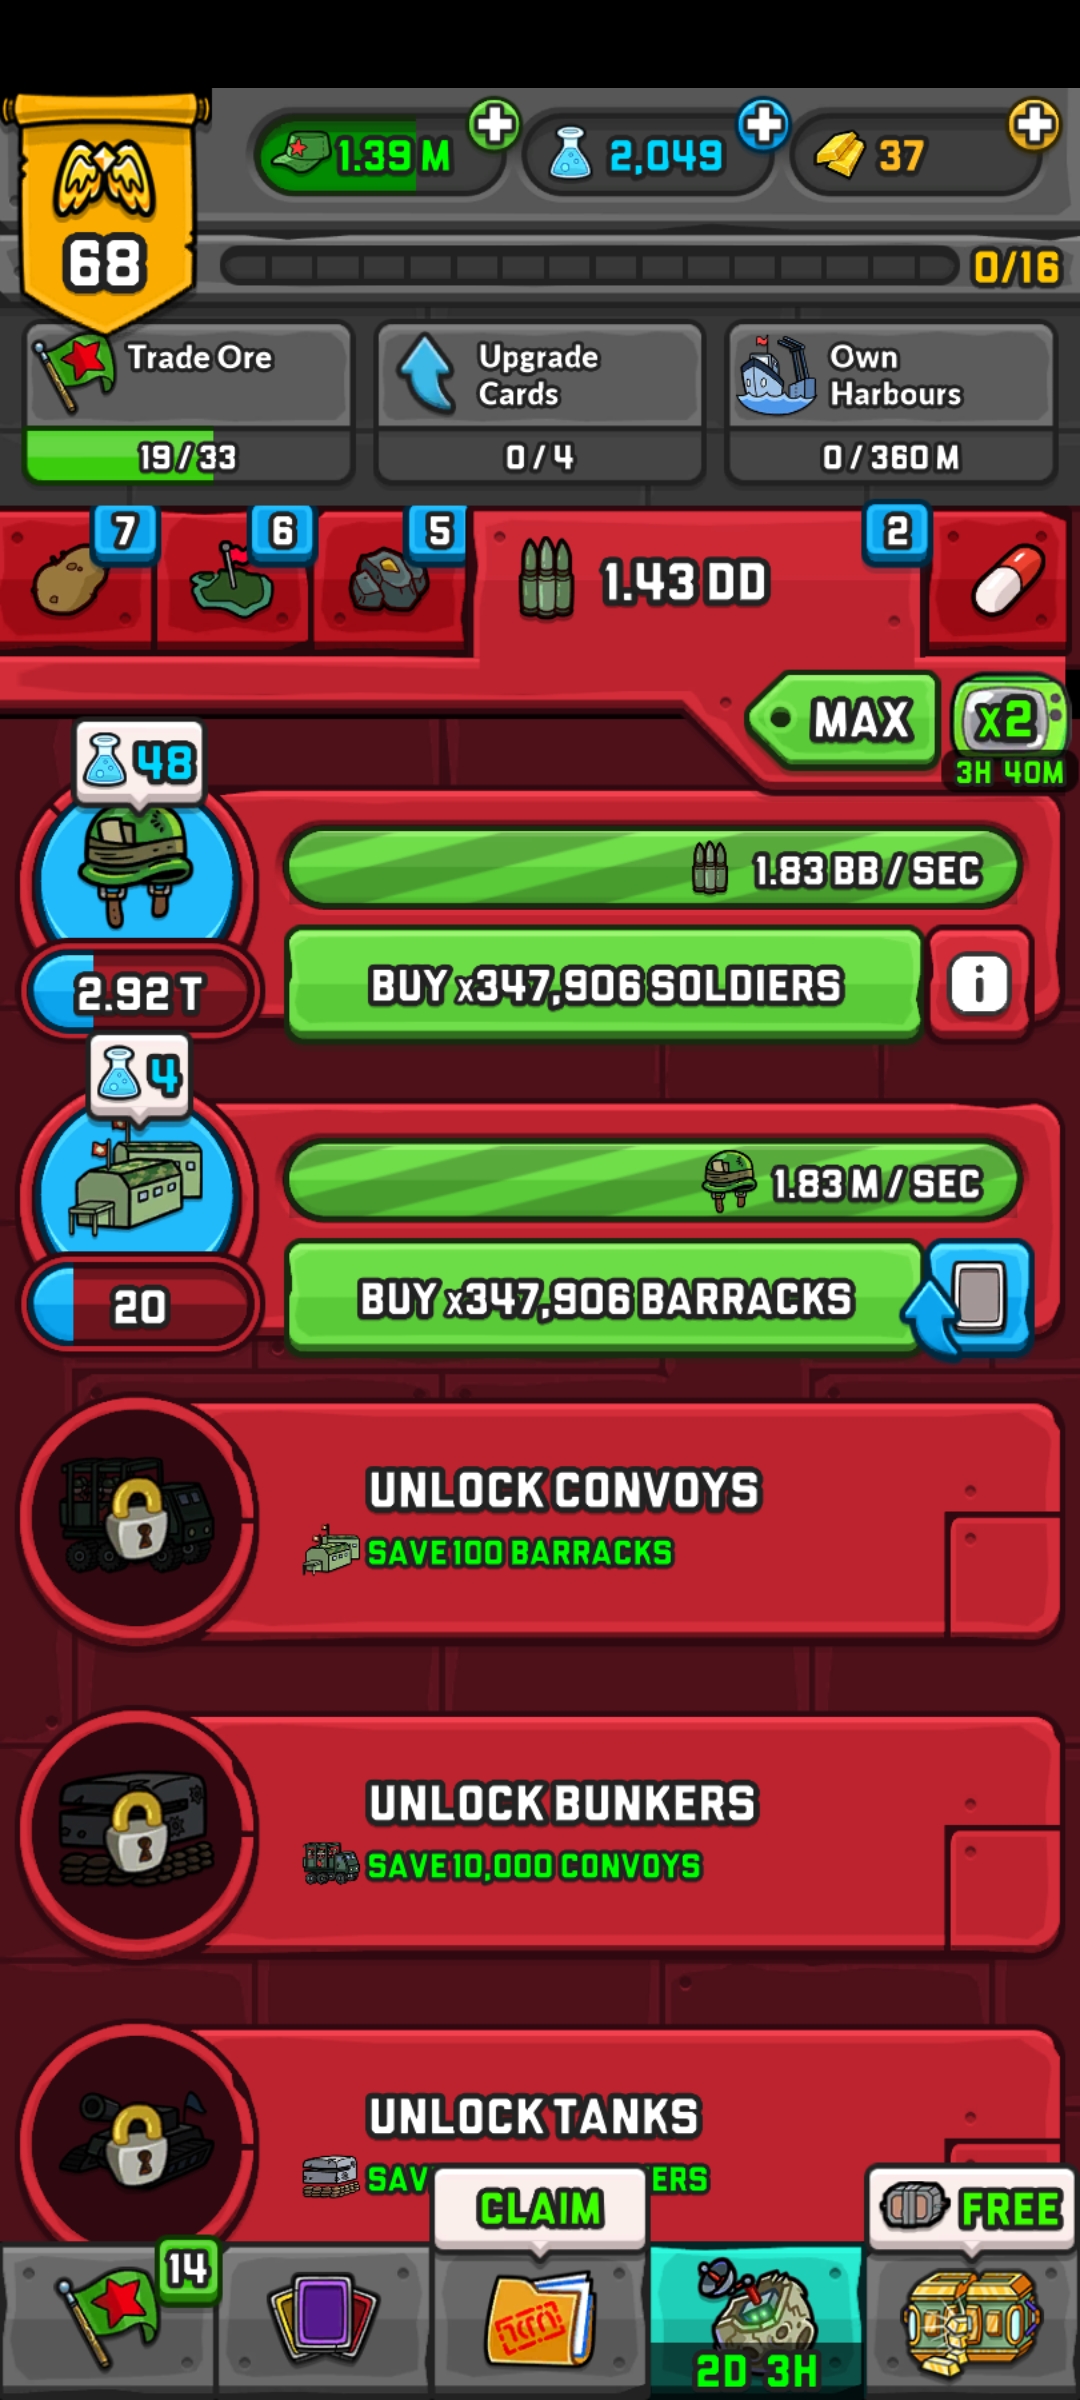 1.39 M
2,049
37
68
0/16
Trade Ore
Upgrade
Cards
Own
Harbours
19/33
0/4
0/360 M
7
6
5
1.43 DD
2
MAX
x2
3H 40M
48
1.83 BB / SEC
2.92 T
BUY x347,906 SOLDIERS
i
4
1.83 M / SEC
20
BUY x347,906 BARRACKS
UNLOCK CONVOYS
SAVE 100 BARRACKS
UNLOCK BUNKERS
SAVE 10,000 CONVOYS
UNLOCK TANKS
CLAIM
FREE
14
2D 3H